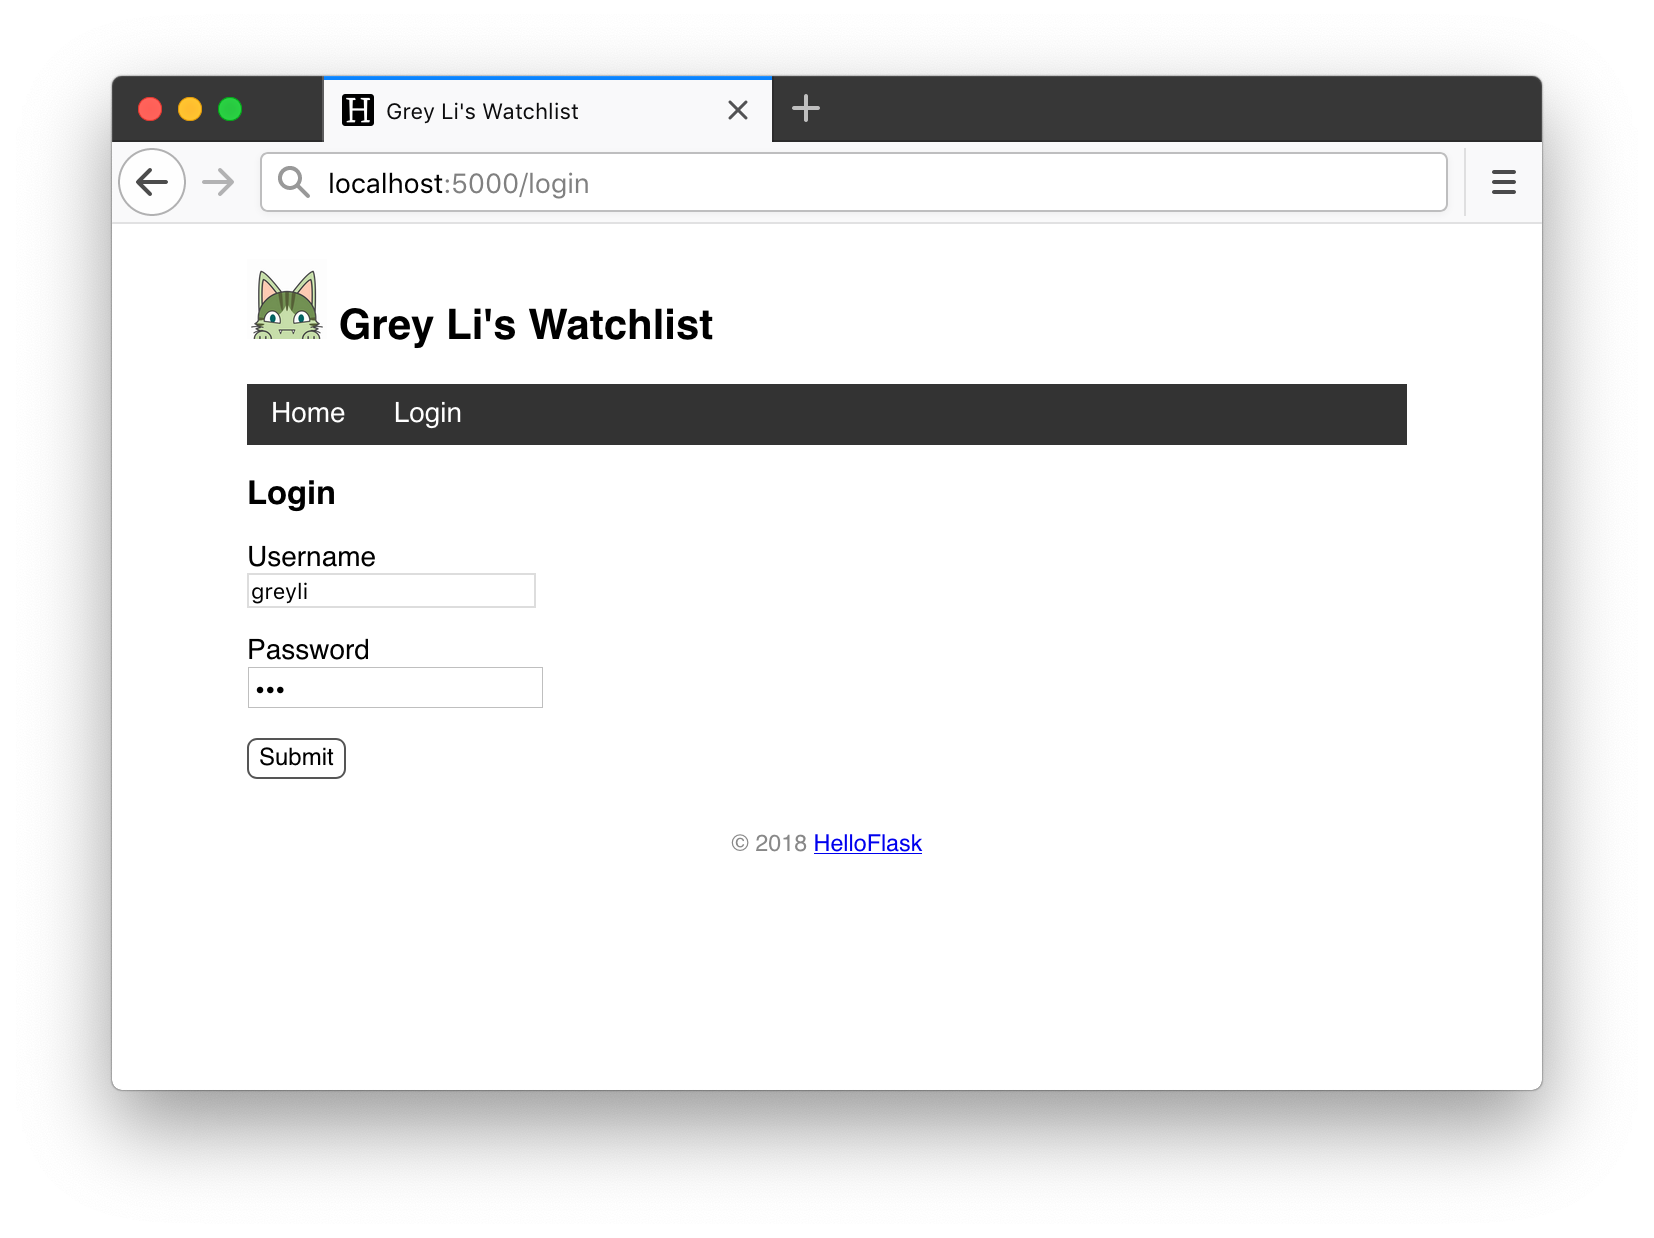 H Grey Li's Watchlist
localhost:5000/login
Grey Li's Watchlist
Home Login
Login
Username
greyli
Password
•••
Submit
© 2018 HelloFlask